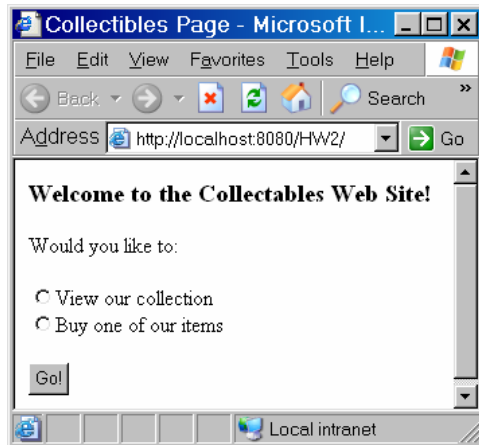 Collectibles Page - Microsoft I...
File Edit View Favorites Tools Help
Back Search »
Address http://localhost:8080/HW2/ Go
Welcome to the Collectables Web Site!
Would you like to:
View our collection
Buy one of our items
Go!
Local intranet